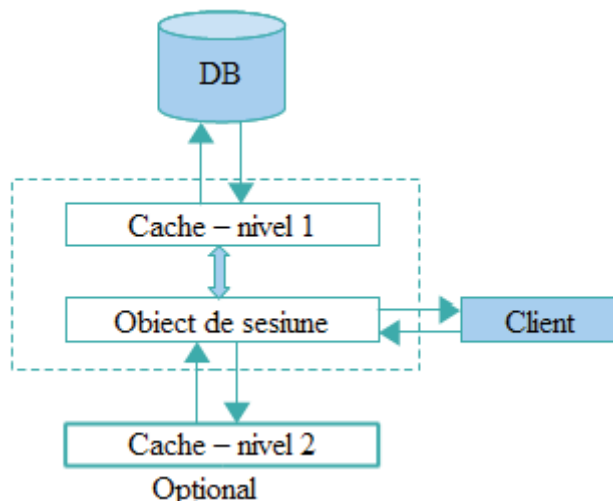 DB
Cache – nivel 1
Obiect de sesiune
Client
Cache – nivel 2
Optional